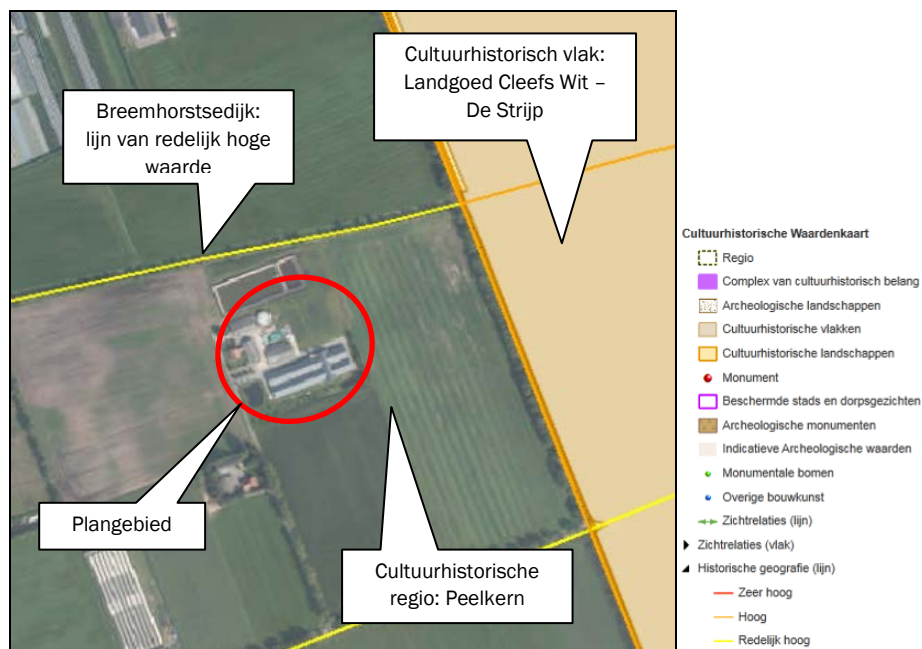 Cultuurhistorisch vlak:
Landgoed Cleefs Wit –
De Strijp
Breemhorstsedijk:
lijn van redelijk hoge
waarde
Plangebied
Cultuurhistorische
regio: Peelkern
Cultuurhistorische Waardenkaart
Regio
Complex van cultuurhistorisch belang
Archeologische landschappen
Cultuurhistorische vlakken
Cultuurhistorische landschappen
Monument
Beschermde stads en dorpsgezichten
Archeologische monumenten
Indicatieve Archeologische waarden
Monumentale bomen
Overige bouwkunst
Zichtrelaties (lijn)
Zichtrelaties (vlak)
Historische geografie (lijn)
Zeer hoog
Hoog
Redelijk hoog